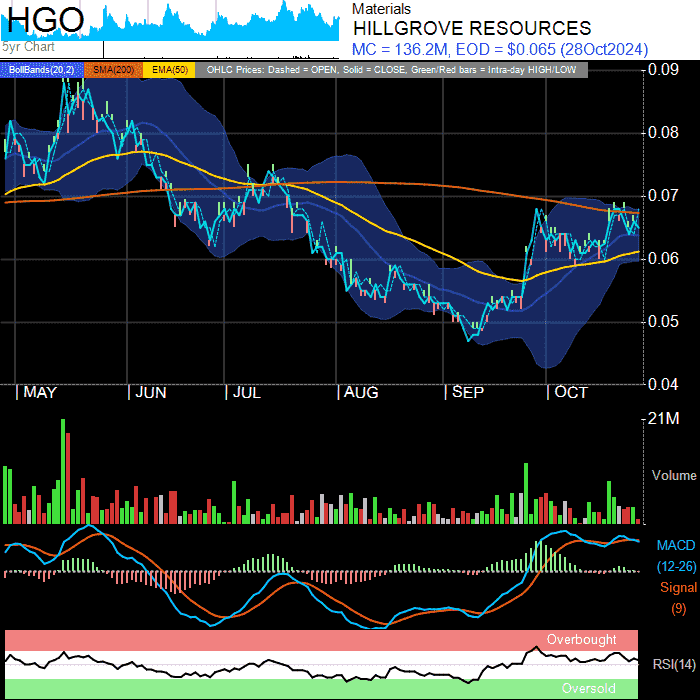 HGO
5yr Chart
Materials
HILLGROVE RESOURCES
MC = 136.2M, EOD = $0.065 (28Oct2024)
BollBands(20,2) SMA(200) EMA(50) OHLC Prices: Dashed = OPEN, Solid = CLOSE, Green/Red bars = Intra-day HIGH/LOW
0.09
0.08
0.07
0.06
0.05
0.04
| MAY | JUN | JUL | AUG | SEP | OCT
21M
Volume
MACD
(12-26)
Signal
(9)
Overbought
RSI(14)
Oversold